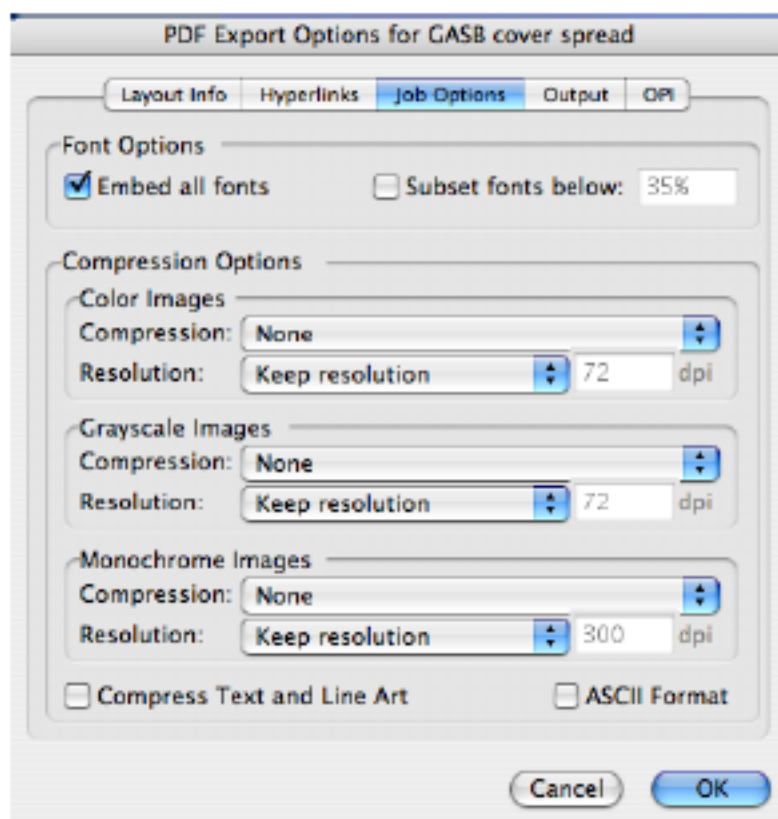 PDF Export Options for GASB cover spread
Layout Info Hyperlinks Job Options Output OPI
Font Options
Embed all fonts Subset fonts below: 35%
Compression Options
Color Images
Compression: None
Resolution: Keep resolution 72 dpi
Grayscale Images
Compression: None
Resolution: Keep resolution 72 dpi
Monochrome Images
Compression: None
Resolution: Keep resolution 300 dpi
Compress Text and Line Art ASCII Format
Cancel OK